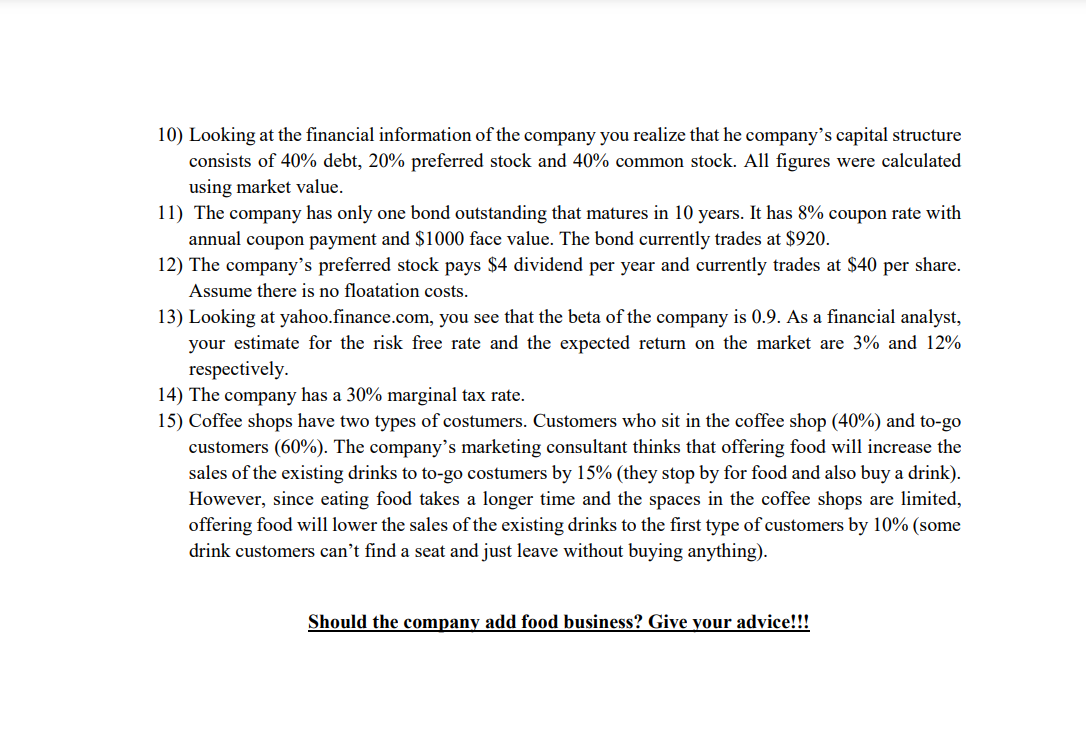 10) Looking at the financial information of the company you realize that he company’s capital structure
consists of 40% debt, 20% preferred stock and 40% common stock. All figures were calculated
using market value.
11) The company has only one bond outstanding that matures in 10 years. It has 8% coupon rate with
annual coupon payment and $1000 face value. The bond currently trades at $920.
12) The company’s preferred stock pays $4 dividend per year and currently trades at $40 per share.
Assume there is no floatation costs.
13) Looking at yahoo.finance.com, you see that the beta of the company is 0.9. As a financial analyst,
your estimate for the risk free rate and the expected return on the market are 3% and 12%
respectively.
14) The company has a 30% marginal tax rate.
15) Coffee shops have two types of costumers. Customers who sit in the coffee shop (40%) and to-go
customers (60%). The company’s marketing consultant thinks that offering food will increase the
sales of the existing drinks to to-go costumers by 15% (they stop by for food and also buy a drink).
However, since eating food takes a longer time and the spaces in the coffee shops are limited,
offering food will lower the sales of the existing drinks to the first type of customers by 10% (some
drink customers can’t find a seat and just leave without buying anything).
Should the company add food business? Give your advice!!!